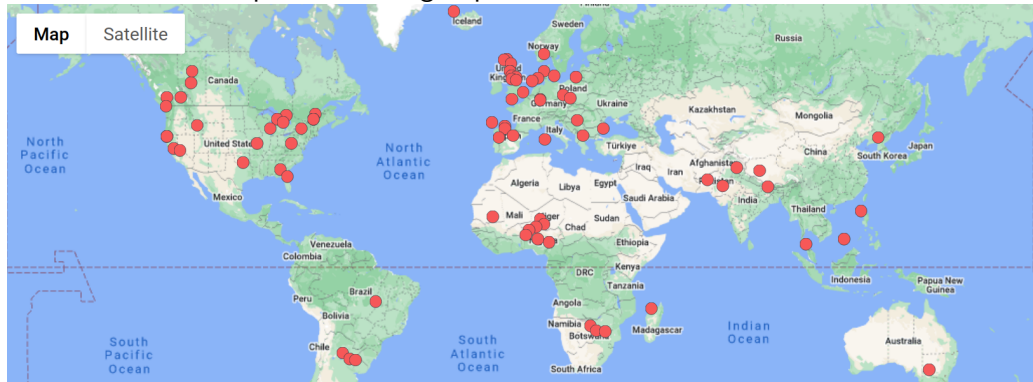 Map
Satellite
Iceland
Sweden
Norway
Russia
Canada
United
Kingdom
Poland
Germany
Ukraine
Kazakhstan
Mongolia
France
Italy
Türkiye
North
Pacific
Ocean
United States
North
Atlantic
Ocean
China
South Korea
Japan
Afghanistan
Iraq
Iran
Pakistan
Algeria
Libya
Egypt
Saudi Arabia
India
Mexico
Mali
Niger
Chad
Sudan
Thailand
Venezuela
Colombia
Ethiopia
DRC
Kenya
Tanzania
Indonesia
Papua New
Guinea
Peru
Brazil
Bolivia
Angola
Namibia
Botswana
Madagascar
Indian
Ocean
Chile
South
Pacific
Ocean
South
Atlantic
Ocean
Australia
South Africa